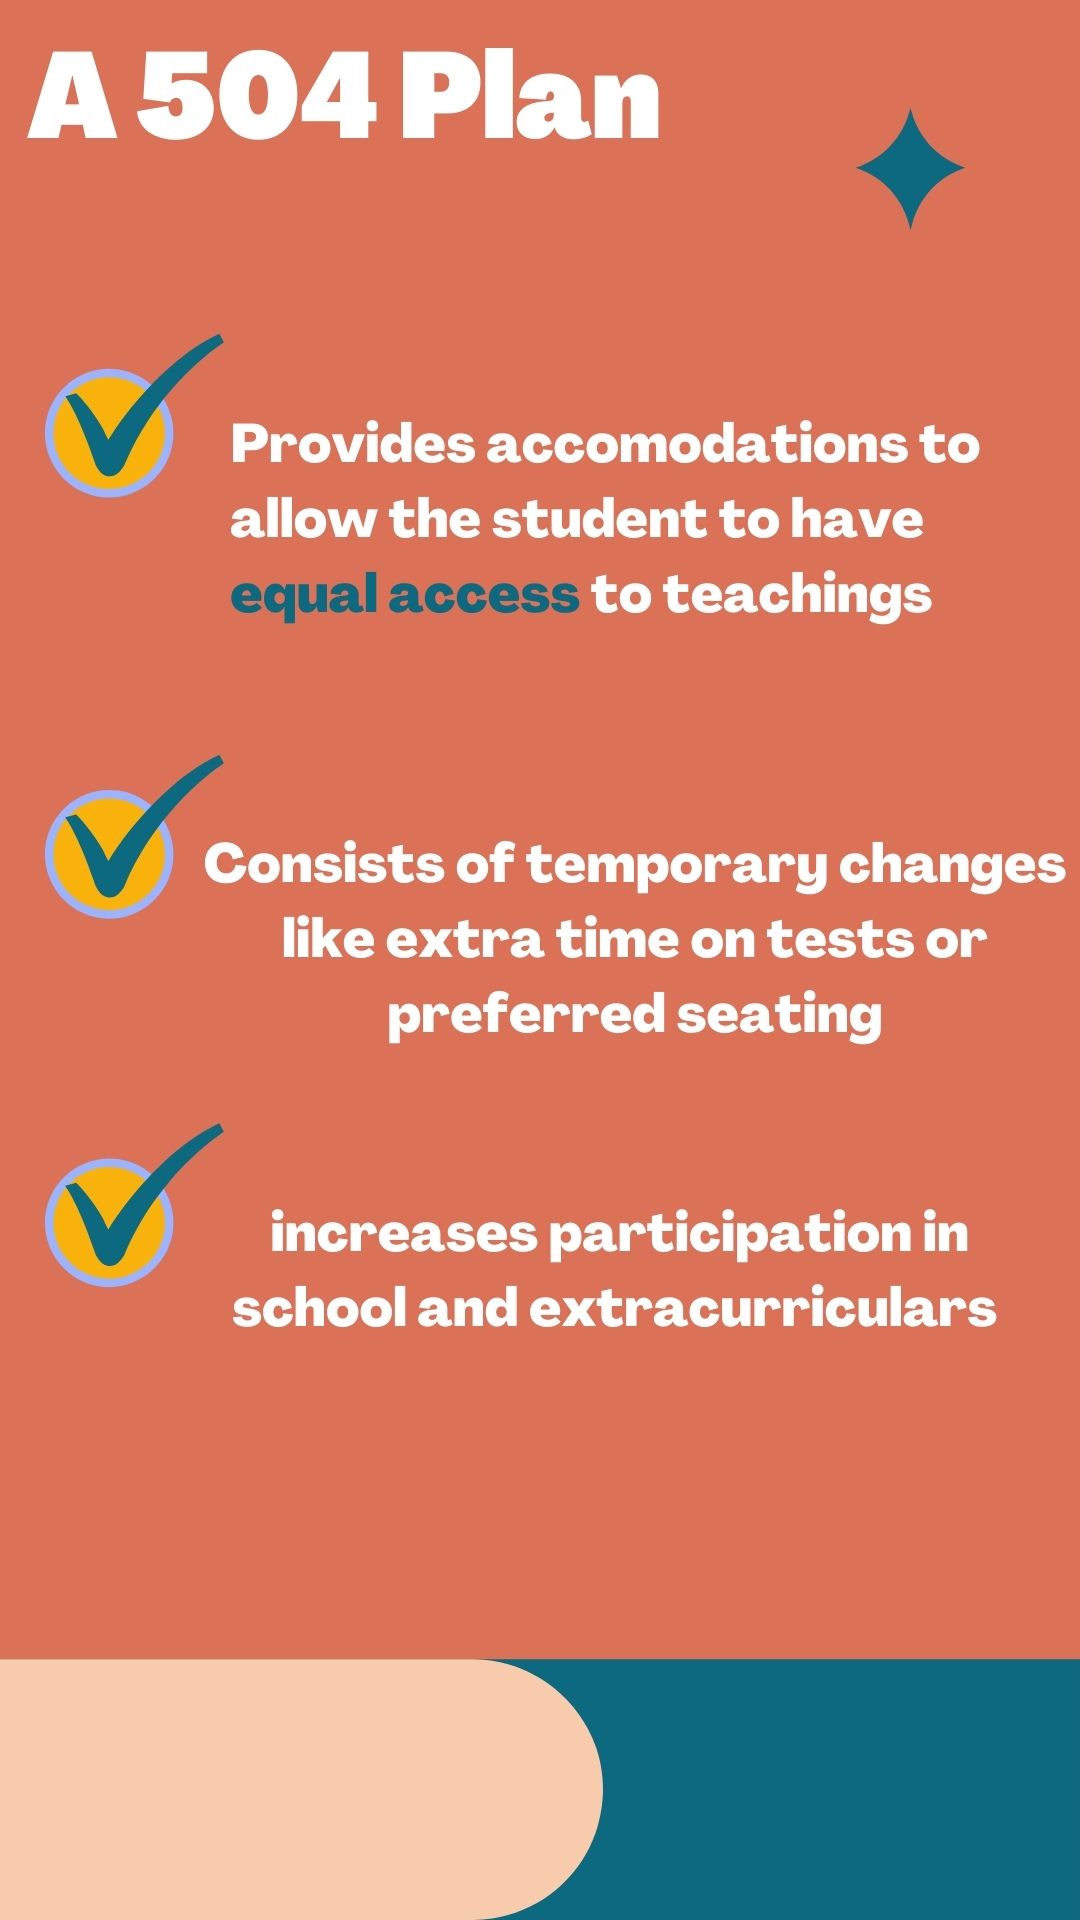 A 504 Plan
Provides accomodations to
allow the student to have
equal access to teachings
Consists of temporary changes
like extra time on tests or
preferred seating
increases participation in
school and extracurriculars